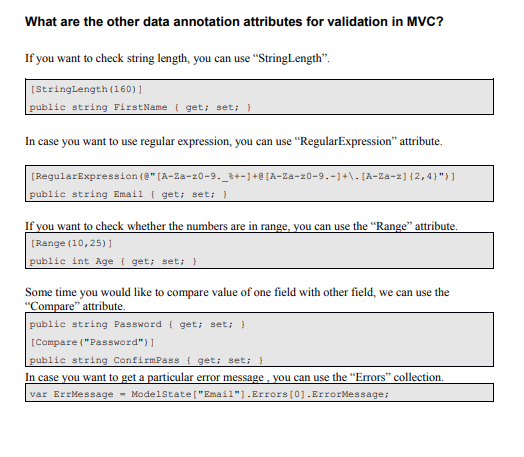 What are the other data annotation attributes for validation in MVC?
If you want to check string length, you can use “StringLength”.
[StringLength(160)]
public string FirstName { get; set; }
In case you want to use regular expression, you can use “RegularExpression” attribute.
[RegularExpression(@"[A-Za-z0-9._%+-]+@[A-Za-z0-9.-]+\.[A-Za-z]{2,4}")]
public string Email { get; set; }
If you want to check whether the numbers are in range, you can use the “Range” attribute.
[Range(10,25)]
public int Age { get; set; }
Some time you would like to compare value of one field with other field, we can use the
“Compare” attribute.
public string Password { get; set; }
[Compare("Password")]
public string ConfirmPass { get; set; }
In case you want to get a particular error message , you can use the “Errors” collection.
var ErrMessage = ModelState["Email"].Errors[0].ErrorMessage;